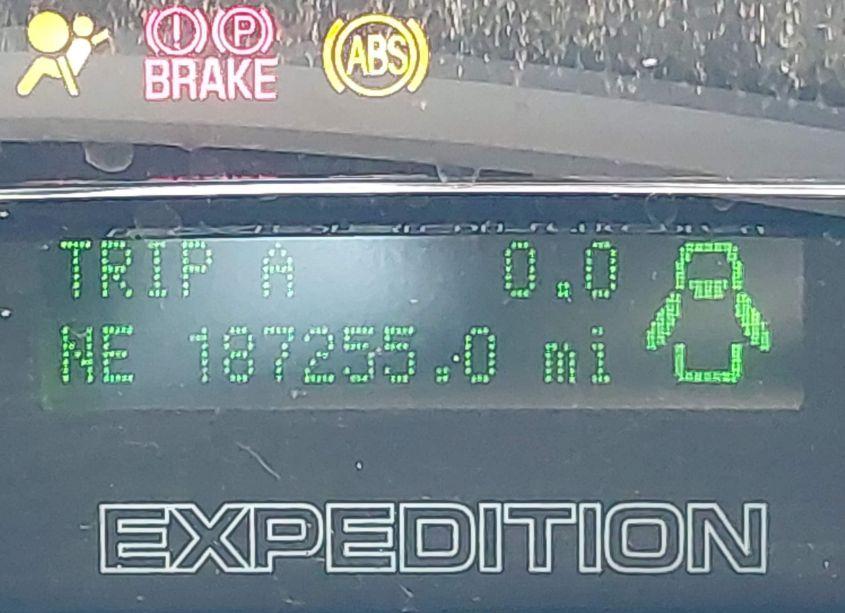 BRAKE ABS
TRIP A 0.0
NE 187255.0 mi
EXPEDITION